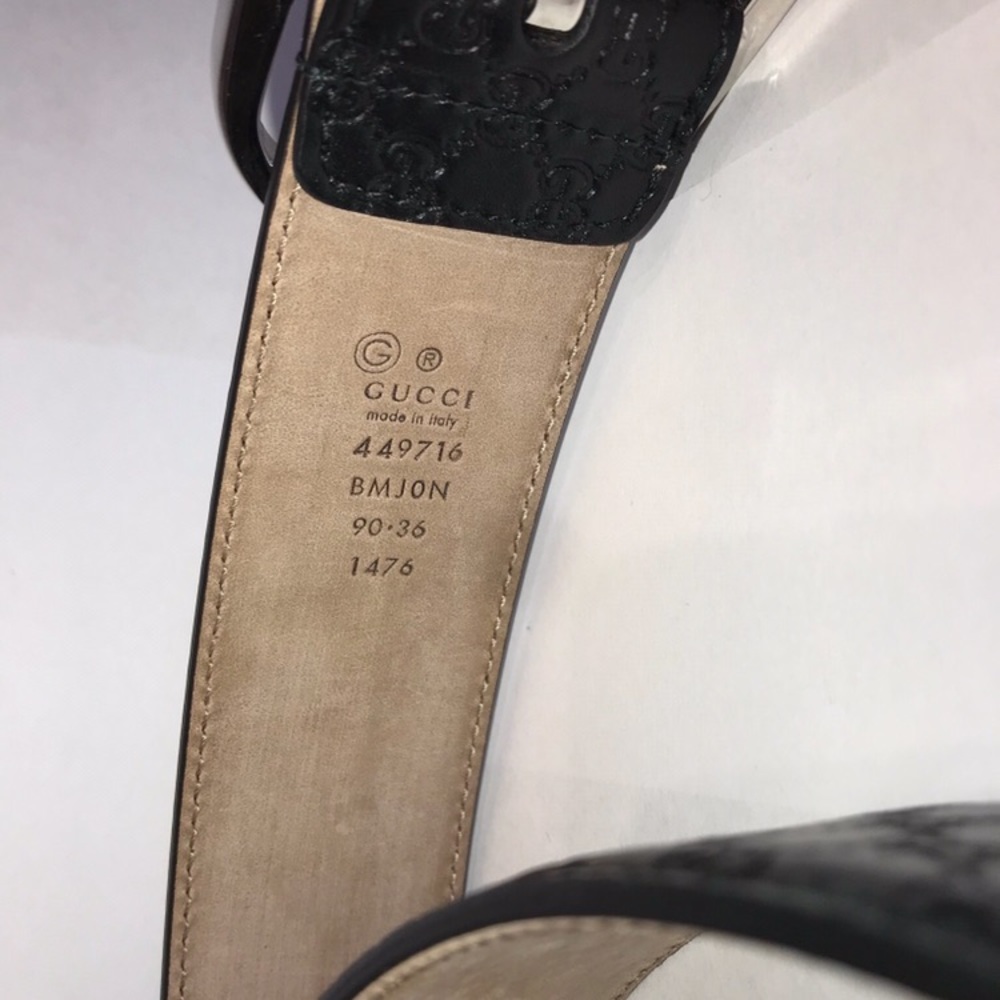 G ®
GUCCI
made in italy
449716
BMJ0N
90·36
1476